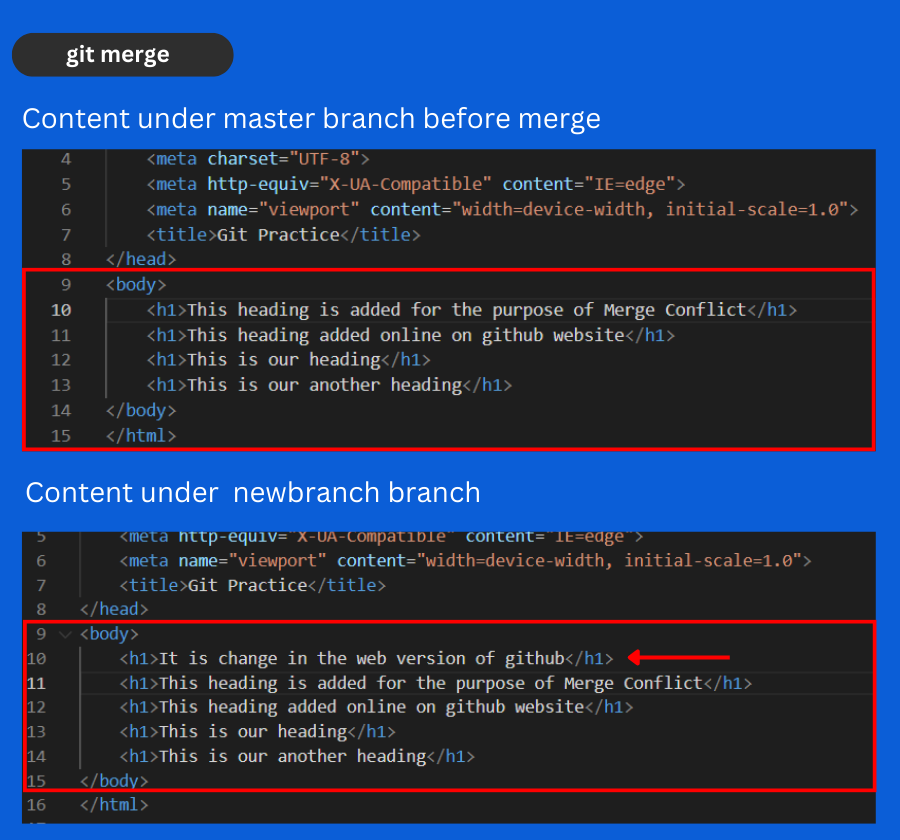 git merge
Content under master branch before merge
4 <meta charset="UTF-8">
5 <meta http-equiv="X-UA-Compatible" content="IE=edge">
6 <meta name="viewport" content="width=device-width, initial-scale=1.0">
7 <title>Git Practice</title>
8 </head>
9 <body>
10 <h1>This heading is added for the purpose of Merge Conflict</h1>
11 <h1>This heading added online on github website</h1>
12 <h1>This is our heading</h1>
13 <h1>This is our another heading</h1>
14 </body>
15 </html>
Content under newbranch branch
5 <meta http-equiv="X-UA-Compatible" content="IE=edge">
6 <meta name="viewport" content="width=device-width, initial-scale=1.0">
7 <title>Git Practice</title>
8 </head>
9 <body>
10 <h1>It is change in the web version of github</h1>
11 <h1>This heading is added for the purpose of Merge Conflict</h1>
12 <h1>This heading added online on github website</h1>
13 <h1>This is our heading</h1>
14 <h1>This is our another heading</h1>
15 </body>
16 </html>